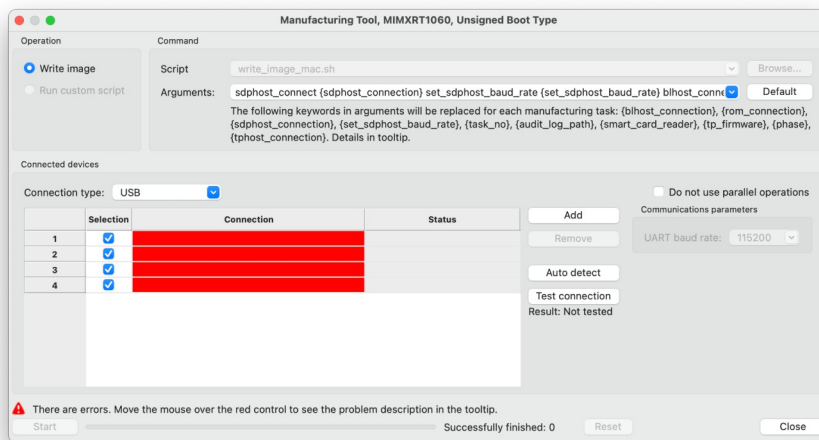 Manufacturing Tool, MIMXRT1060, Unsigned Boot Type
Operation
Command
Write image
Run custom script
Script
write_image_mac.sh
Browse...
Arguments:
sdphost_connect {sdphost_connection} set_sdphost_baud_rate {set_sdphost_baud_rate} blhost_conne
Default
The following keywords in arguments will be replaced for each manufacturing task: {blhost_connection}, {rom_connection},
{sdphost_connection}, {set_sdphost_baud_rate}, {task_no}, {audit_log_path}, {smart_card_reader}, {tp_firmware}, {phase},
{tphost_connection}. Details in tooltip.
Connected devices
Connection type:
USB
Do not use parallel operations
Selection
Connection
Status
1
2
3
4
Add
Remove
Auto detect
Test connection
Result: Not tested
Communications parameters
UART baud rate:
115200
There are errors. Move the mouse over the red control to see the problem description in the tooltip.
Start
Successfully finished: 0
Reset
Close